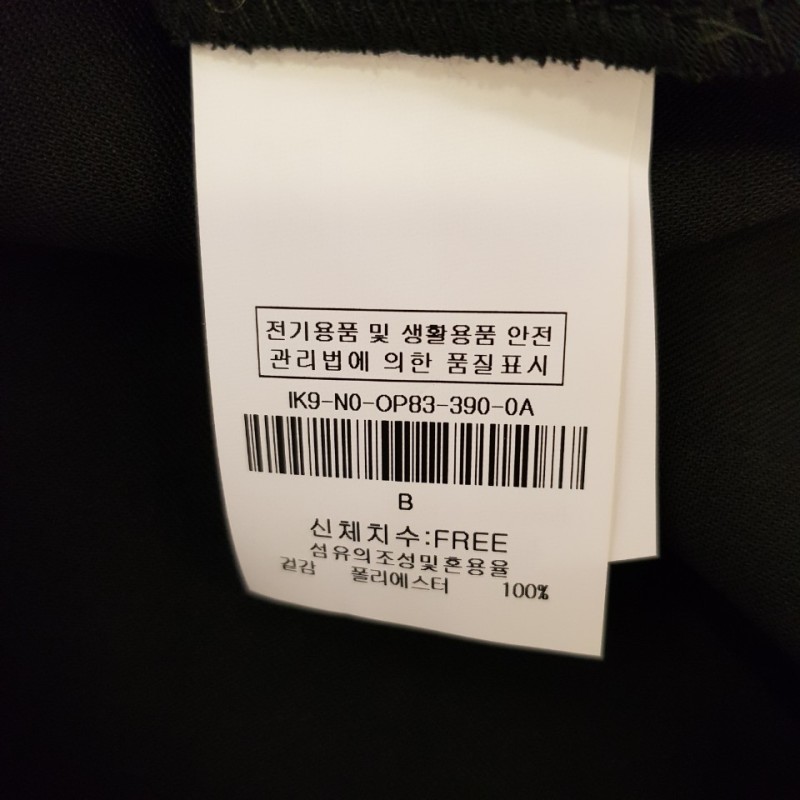 전기용품 및 생활용품 안전
관리법에 의한 품질표시
IK9-N0-OP83-390-0A
B
신체치수:FREE
섬유의조성및혼용율
겉감 폴리에스터 100%